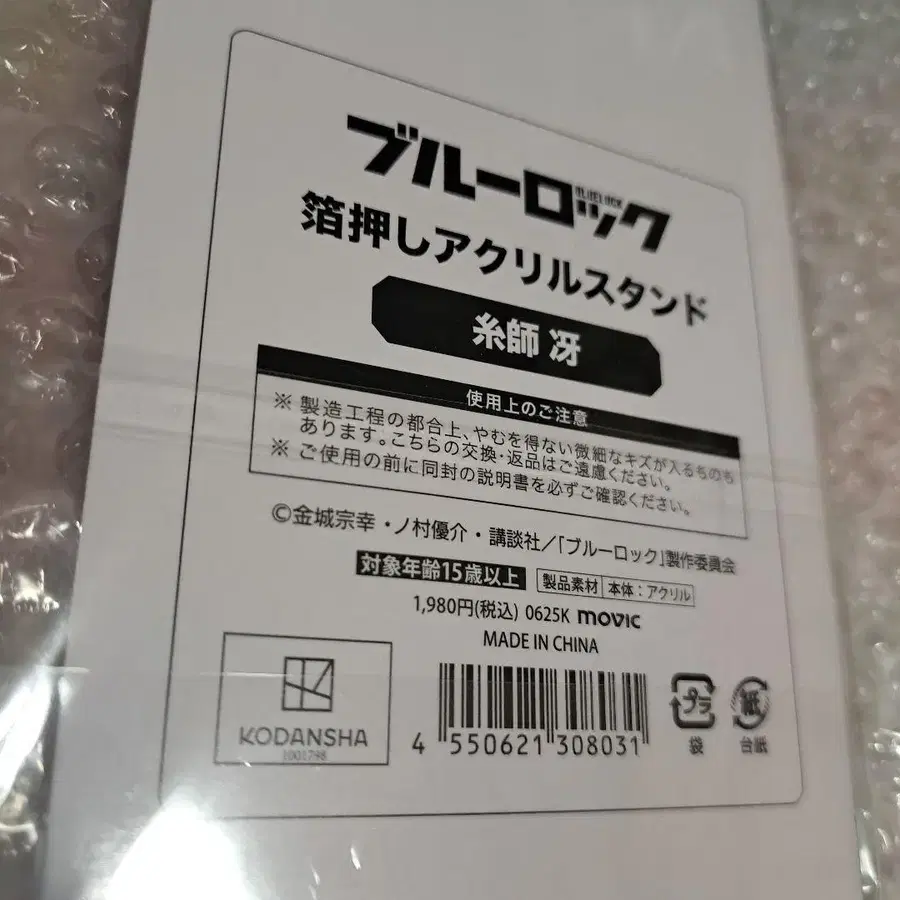 ブルーロック
BLUELOCK
箔押しアクリルスタンド
糸師 冴
使用上のご注意
※ 製造工程の都合上、やむを得ない微細なキズが入るものも
あります。こちらの交換・返品はご遠慮ください。
※ ご使用の前に同封の説明書を必ずご確認ください。
©金城宗幸・ノ村優介・講談社/「ブルーロック」製作委員会
対象年齢15歳以上
製品素材 本体:アクリル
1,980円(税込) 0625K movic
MADE IN CHINA
KODANSHA
1001798
4 550621 308031
プラ
袋
紙
台紙